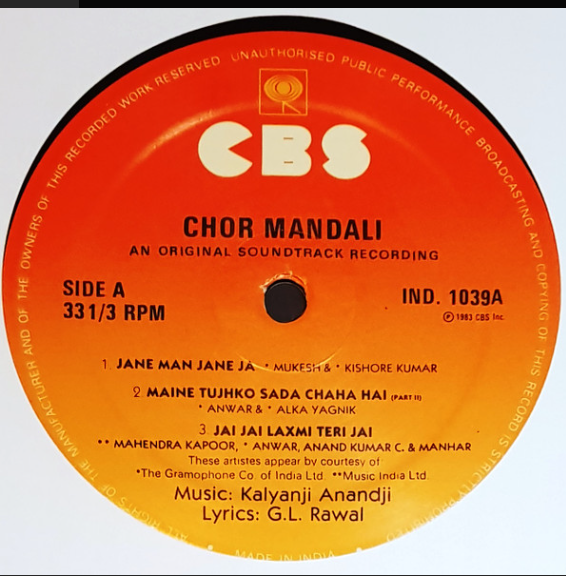 ALL RIGHTS OF THE MANUFACTURER AND OF THE OWNERS OF THIS RECORDED WORK RESERVED UNAUTHORISED PUBLIC PERFORMANCE BROADCASTING AND COPYING OF THIS RECORD IS STRICTLY PROHIBITED
CBS
CHOR MANDALI
AN ORIGINAL SOUNDTRACK RECORDING
SIDE A
33 1/3 RPM
IND. 1039A
℗ 1983 CBS Inc.
1. JANE MAN JANE JA * MUKESH & * KISHORE KUMAR
2. MAINE TUJHKO SADA CHAHA HAI (PART II)
* ANWAR & * ALKA YAGNIK
3. JAI JAI LAXMI TERI JAI
** MAHENDRA KAPOOR, * ANWAR, ANAND KUMAR C. & MANHAR
These artistes appear by courtesy of
*The Gramophone Co. of India Ltd. **Music India Ltd.
Music: Kalyanji Anandji
Lyrics: G.L. Rawal
MADE IN INDIA